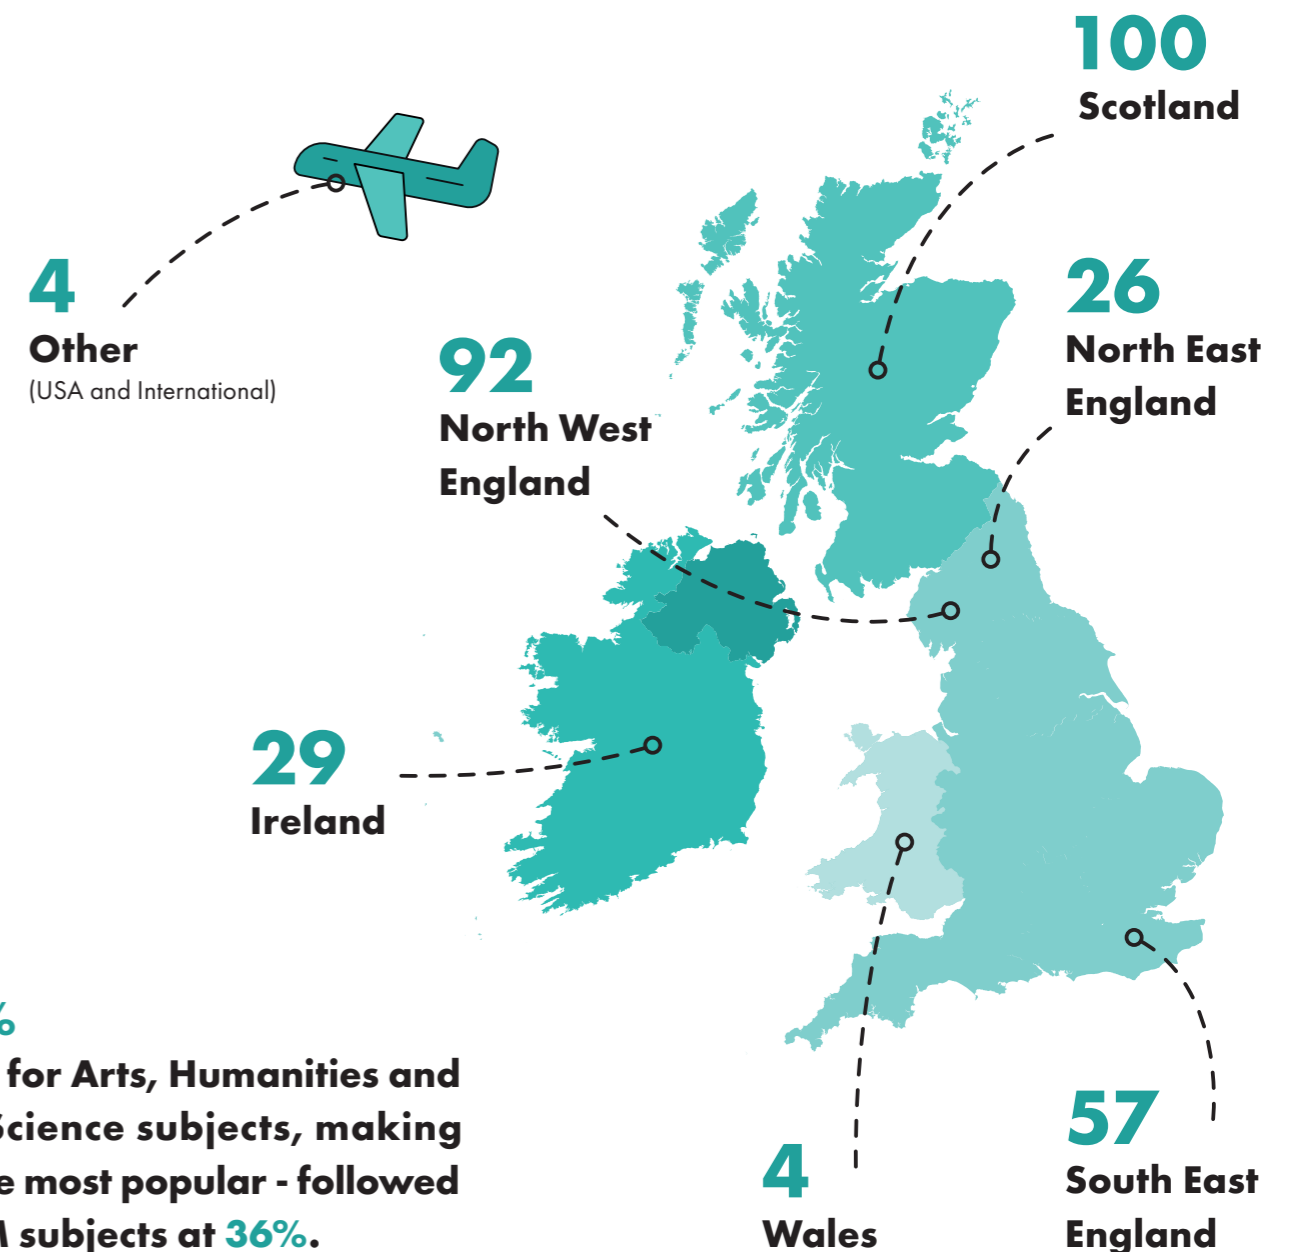 100
Scotland
26
North East
England
4
Other
(USA and International)
92
North West
England
29
Ireland
%
for Arts, Humanities and
Science subjects, making
most popular - followed
subjects at 36%.
4
Wales
57
South East
England